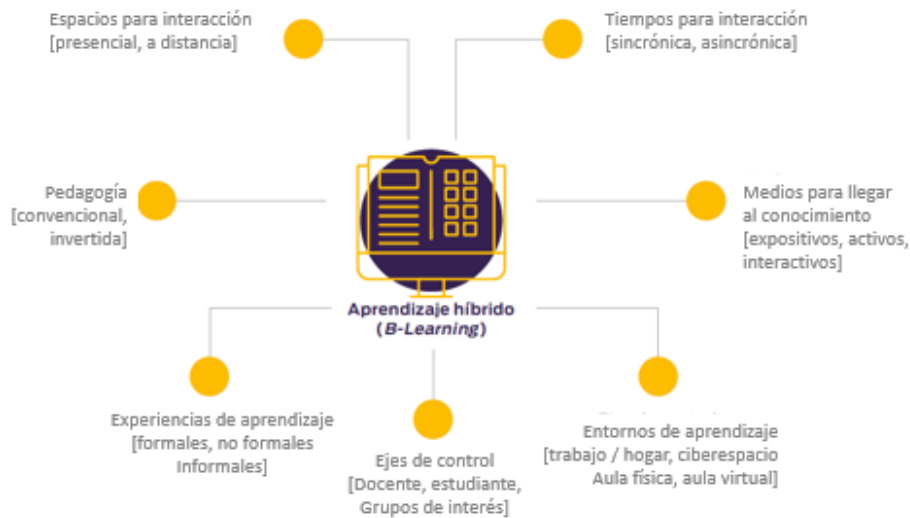 Espacios para interacción
[presencial, a distancia]
Tiempos para interacción
[sincrónica, asincrónica]
Pedagogía
[convencional,
invertida]
Medios para llegar
al conocimiento
[expositivos, activos,
interactivos]
Aprendizaje híbrido
(B-Learning)
Experiencias de aprendizaje
[formales, no formales
Informales]
Ejes de control
[Docente, estudiante,
Grupos de interés]
Entornos de aprendizaje
[trabajo / hogar, ciberespacio
Aula física, aula virtual]